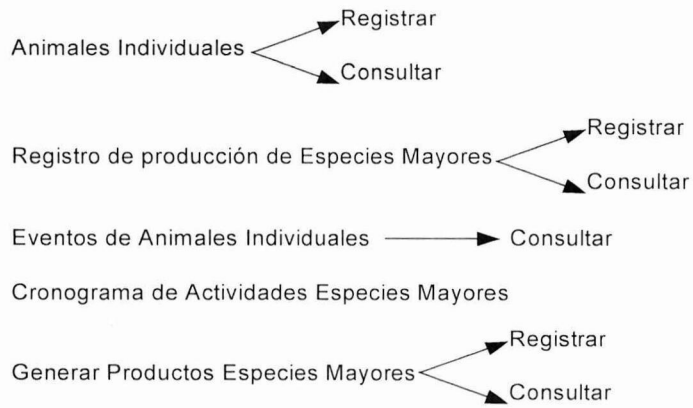 Registrar
Animales Individuales
Consultar
Registrar
Registro de producción de Especies Mayores
Consultar
Eventos de Animales Individuales Consultar
Cronograma de Actividades Especies Mayores
Registrar
Generar Productos Especies Mayores
Consultar